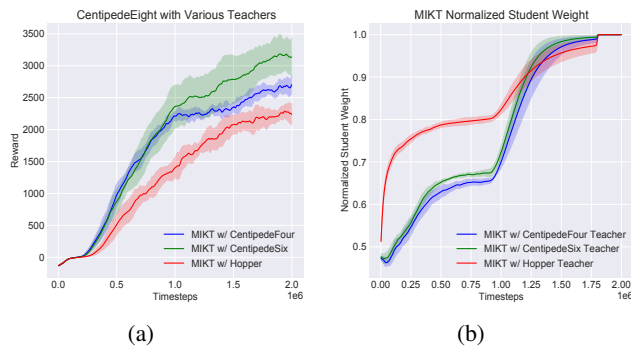 CentipedeEight with Various Teachers
3500
3000
2500
2000
1500
1000
500
0
Reward
MIKT w/ CentipedeFour
MIKT w/ CentipedeSix
MIKT w/ Hopper
0.0 0.5 1.0 1.5 2.0
Timesteps 1e6
(a)
MIKT Normalized Student Weight
1.0
0.9
0.8
0.7
0.6
0.5
Normalized Student Weight
MIKT w/ CentipedeFour Teacher
MIKT w/ CentipedeSix Teacher
MIKT w/ Hopper Teacher
0.00 0.25 0.50 0.75 1.00 1.25 1.50 1.75 2.00
Timesteps 1e6
(b)